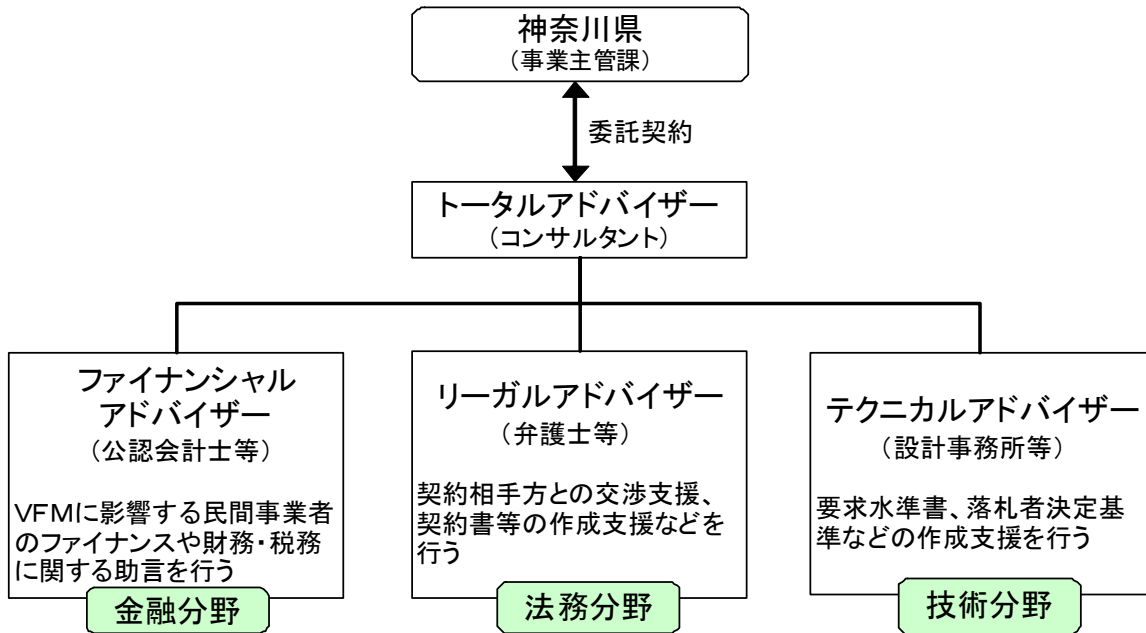 神奈川県
（事業主管課）
委託契約
トータルアドバイザー
（コンサルタント）
ファイナンシャル
アドバイザー
（公認会計士等）
VFMに影響する民間事業者
のファイナンスや財務・税務
に関する助言を行う
金融分野
リーガルアドバイザー
（弁護士等）
契約相手方との交渉支援、
契約書等の作成支援などを
行う
法務分野
テクニカルアドバイザー
（設計事務所等）
要求水準書、落札者決定基
準などの作成支援を行う
技術分野